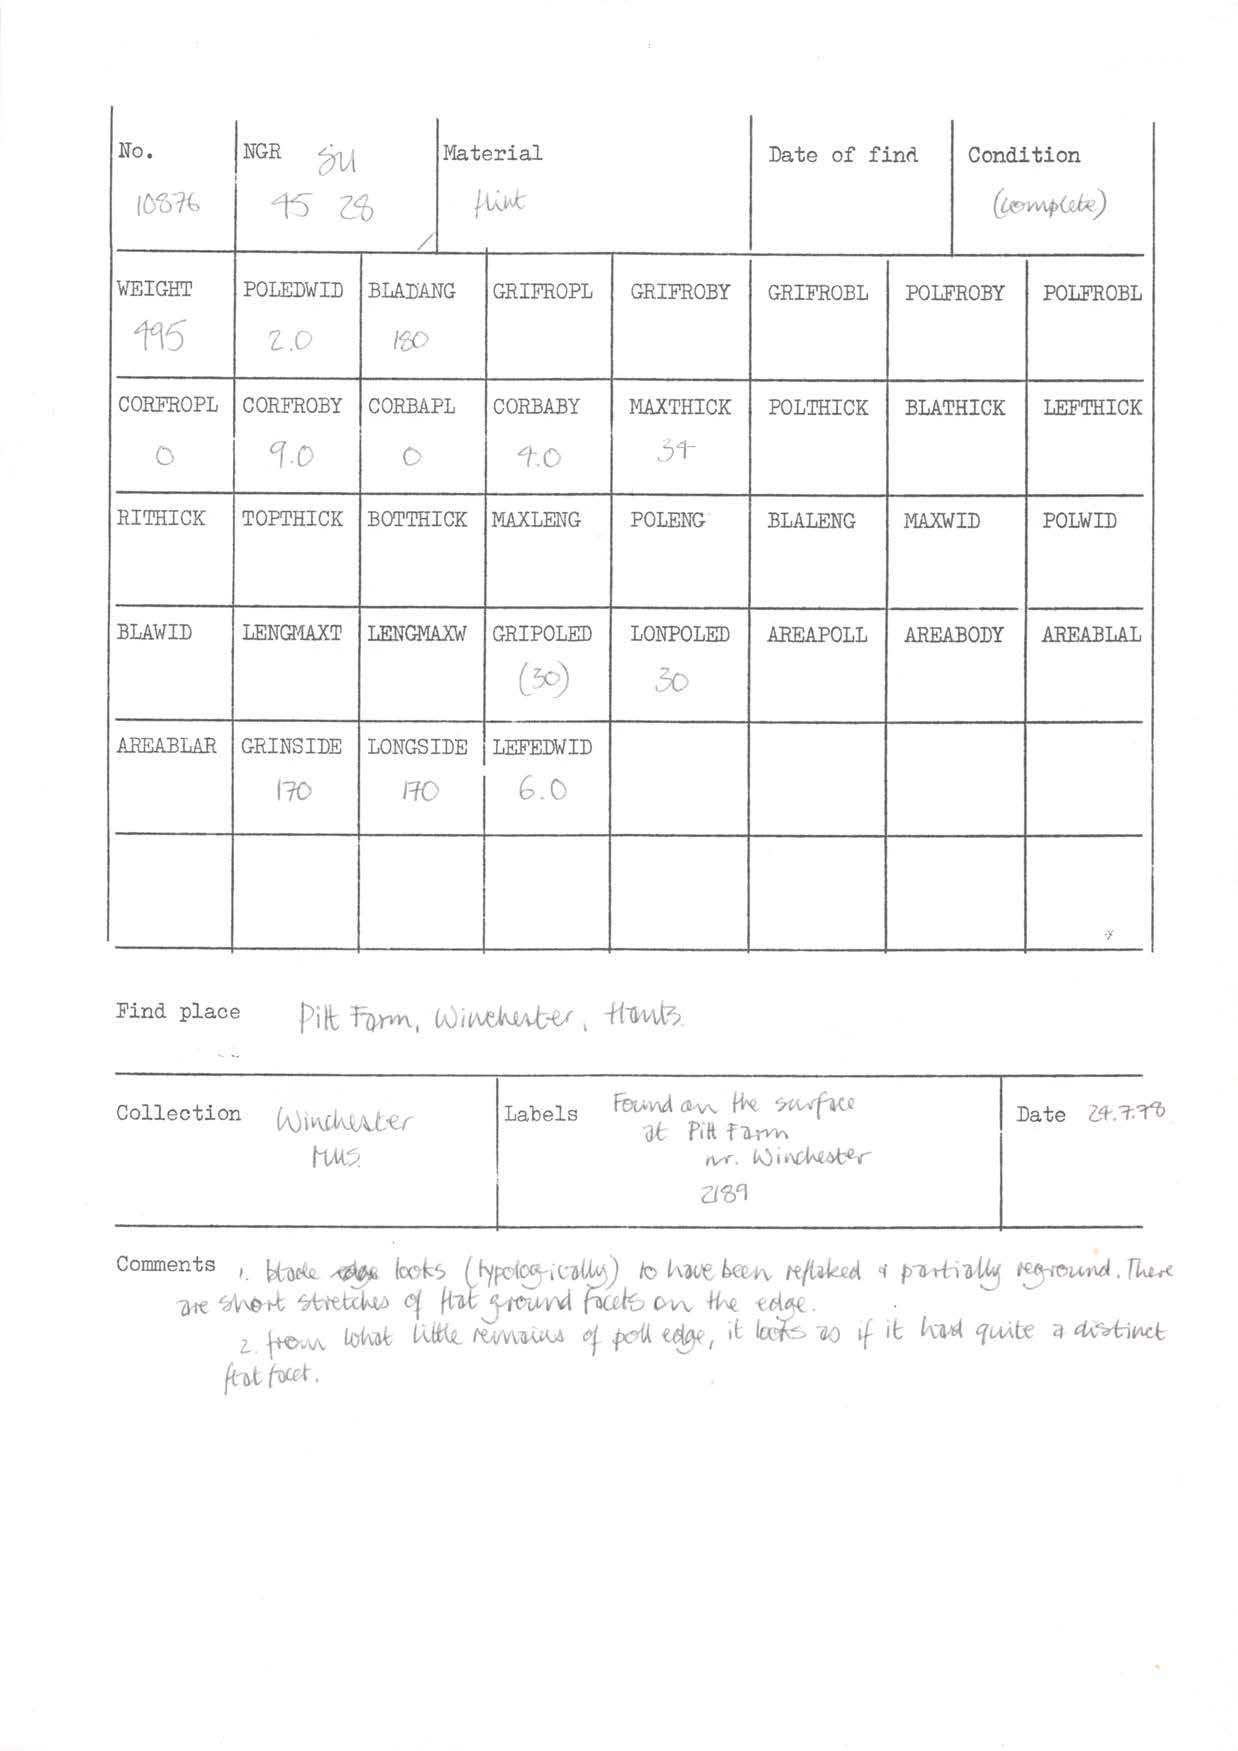 No. NGR SU Material Date of find Condition
10876 45 28 flint (complete)
WEIGHT POLEDWID BLADANG GRIFROPL GRIFROBY GRIFROBL POLFROBY POLFROBL
495 2.0 180
CORFROPL CORFROBY CORBAPL CORBABY MAXTHICK POLTHICK BLATHICK LEFTHICK
0 9.0 0 4.0 34
RITHICK TOPTHICK BOTTHICK MAXLENG POLENG BLALENG MAXWID POLWID
BLAWID LENGMAXT LENGMAXW GRIPOLED LONPOLED AREAPOLL AREABODY AREABLAL
(30) 30
AREABLAR GRINSIDE LONGSIDE LEFEDWID
170 170 6.0
Find place Pitt Farm, Winchester, Hants.
Collection Winchester Labels Found on the surface Date 24.7.78
Mus. at Pitt Farm
nr. Winchester
2189
Comments 1. blade looks (typologically) to have been reflaked & partially reground. There
are short stretches of flat ground facets on the edge.
2. from what little remains of poll edge, it looks as if it had quite a distinct
flat facet.